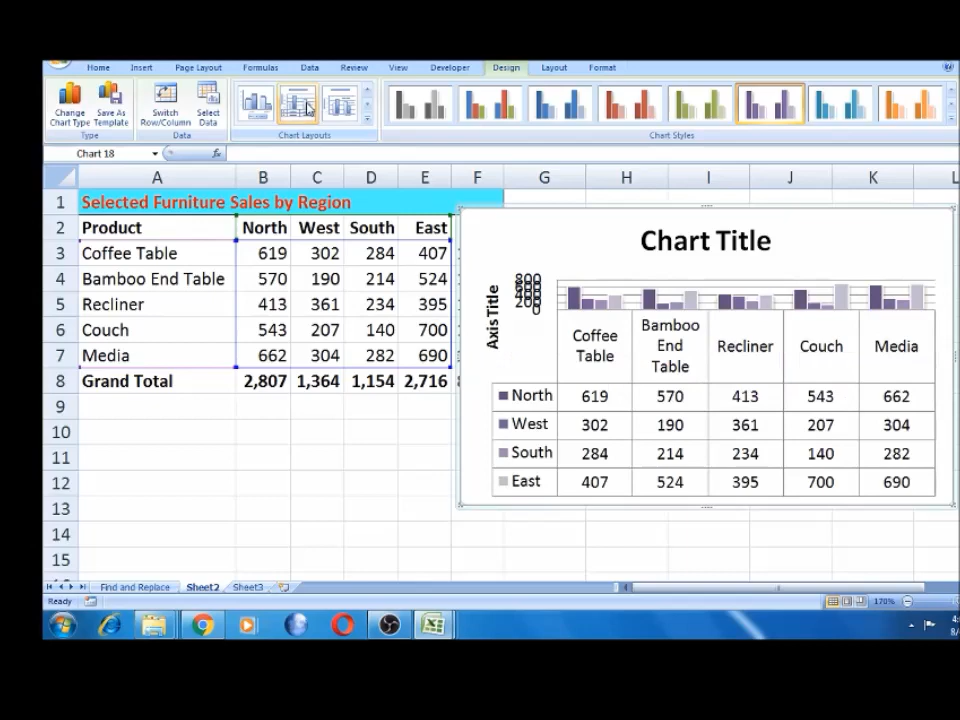 Home Insert Page Layout Formulas Data Review View Developer Design Layout Format
Change Chart Type Save As Template Switch Row/Column Select Data
Type Data Chart Layouts Chart Styles
Chart 18 fx
A B C D E F G H I J K L
1 Selected Furniture Sales by Region
2 Product North West South East
3 Coffee Table 619 302 284 407
4 Bamboo End Table 570 190 214 524
5 Recliner 413 361 234 395
6 Couch 543 207 140 700
7 Media 662 304 282 690
8 Grand Total 2,807 1,364 1,154 2,716
9
10
11
12
13
14
15
Chart Title
Axis Title
800
600
400
200
0
Coffee Table Bamboo End Table Recliner Couch Media
North 619 570 413 543 662
West 302 190 361 207 304
South 284 214 234 140 282
East 407 524 395 700 690
Find and Replace Sheet2 Sheet3
Ready 170%